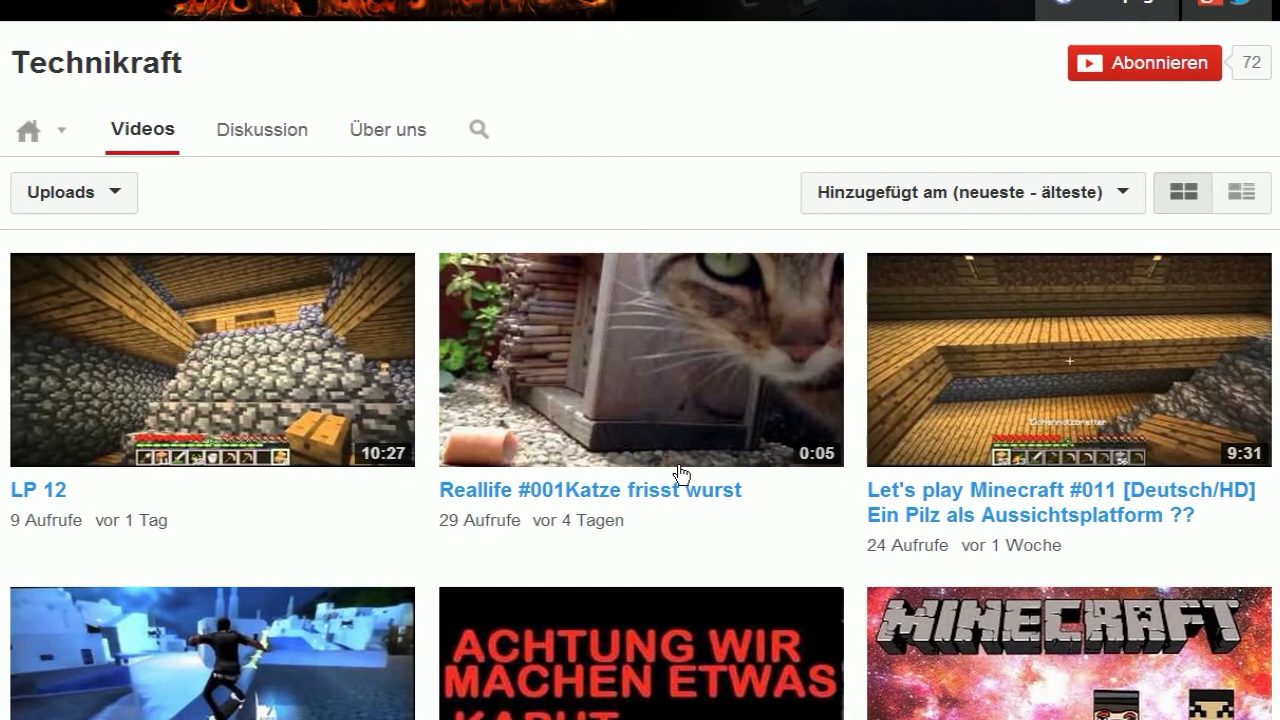 Technikraft
Abonnieren
72
Videos
Diskussion
Über uns
Uploads
Hinzugefügt am (neueste - älteste)
10:27
0:05
9:31
LP 12
9 Aufrufe vor 1 Tag
Reallife #001Katze frisst wurst
29 Aufrufe vor 4 Tagen
Let's play Minecraft #011 [Deutsch/HD]
Ein Pilz als Aussichtsplatform ??
24 Aufrufe vor 1 Woche
ACHTUNG WIR
MACHEN ETWAS
KAPUT
MINECRAFT